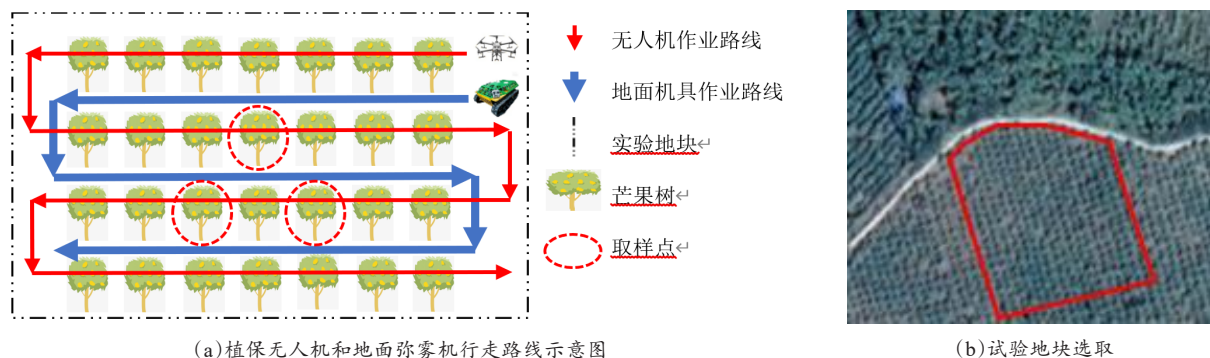 无人机作业路线
地面机具作业路线
实验地块↵
芒果树↵
取样点↵
(a)植保无人机和地面弥雾机行走路线示意图
(b)试验地块选取